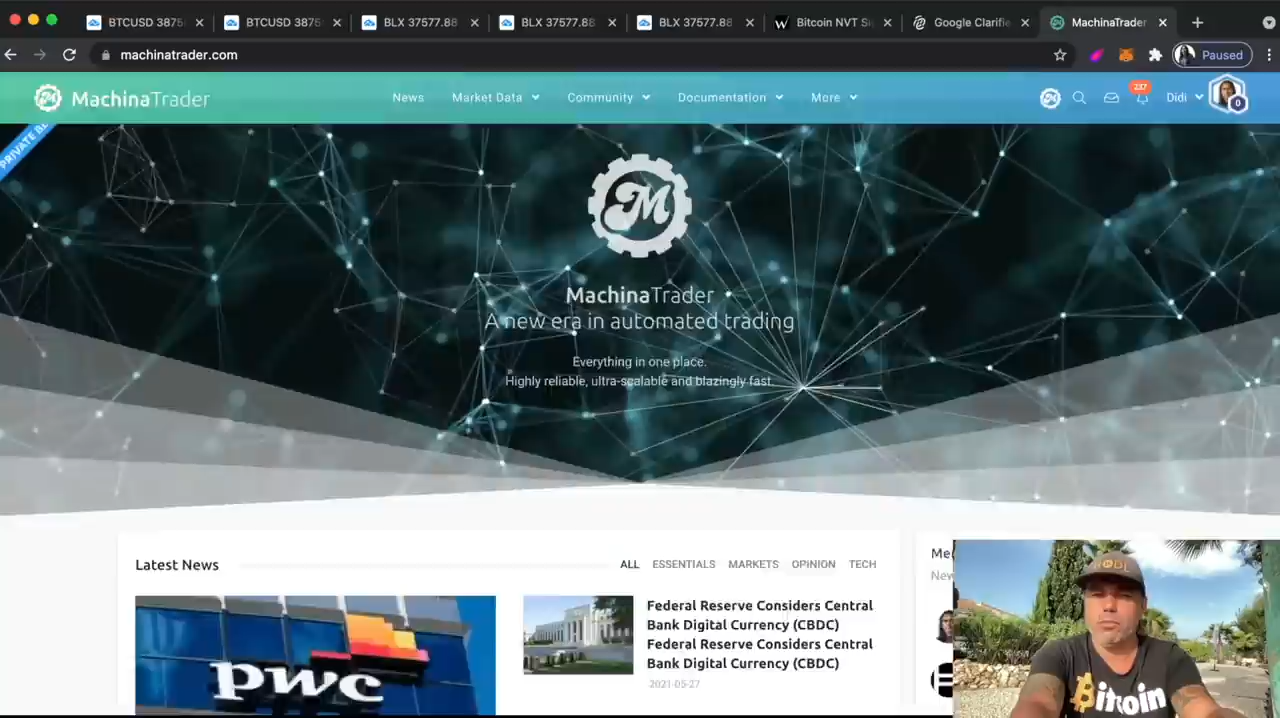 BTCUSD 3875
BTCUSD 3875
BLX 37577.88
BLX 37577.88
BLX 37577.88
Bitcoin NVT Si
Google Clarifie
MachinaTrader
machinatrader.com
Paused
MachinaTrader
News
Market Data
Community
Documentation
More
237
Didi
0
PRIVATE BE
M
MachinaTrader
A new era in automated trading
Everything in one place.
Highly reliable, ultra-scalable and blazingly fast.
Latest News
ALL
ESSENTIALS
MARKETS
OPINION
TECH
Federal Reserve Considers Central
Bank Digital Currency (CBDC)
Federal Reserve Considers Central
Bank Digital Currency (CBDC)
2021-05-27
pwc
Me
New
Bitcoin